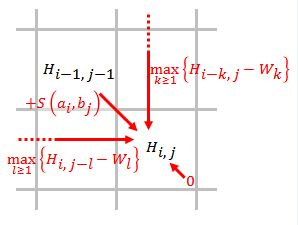 H_{i−1,j−1}
max_{k≥1}{H_{i−k,j} − W_k}
+S(a_i,b_j)
max_{l≥1}{H_{i,j−l} − W_l}
H_{i,j}
0